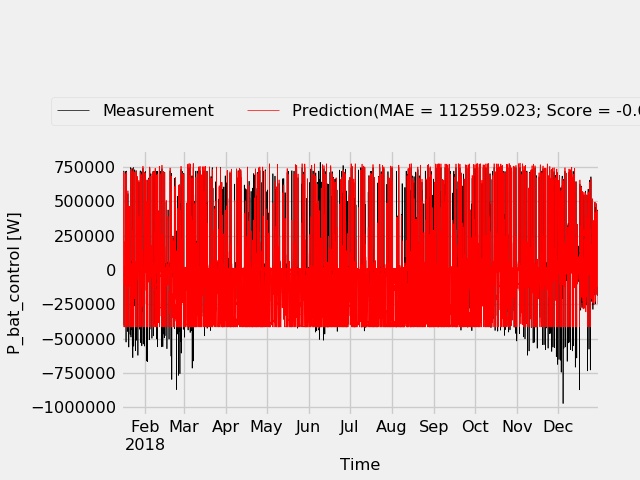 Measurement Prediction(MAE = 112559.023; Score = -0.
P_bat_control [W]
750000
500000
250000
0
−250000
−500000
−750000
−1000000
Feb Mar Apr May Jun Jul Aug Sep Oct Nov Dec
2018
Time